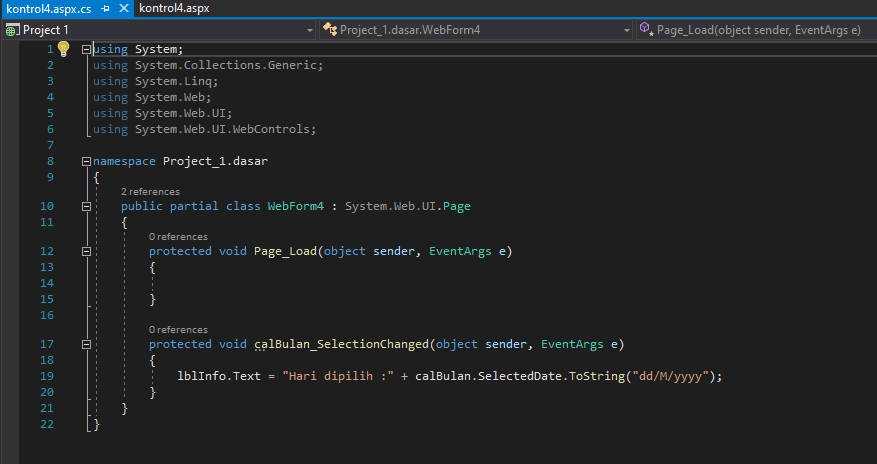 kontrol4.aspx.cs kontrol4.aspx
Project 1 Project_1.dasar.WebForm4 Page_Load(object sender, EventArgs e)
1 using System;
2 using System.Collections.Generic;
3 using System.Linq;
4 using System.Web;
5 using System.Web.UI;
6 using System.Web.UI.WebControls;
7
8 namespace Project_1.dasar
9 {
2 references
10 public partial class WebForm4 : System.Web.UI.Page
11 {
0 references
12 protected void Page_Load(object sender, EventArgs e)
13 {
14
15 }
16
0 references
17 protected void calBulan_SelectionChanged(object sender, EventArgs e)
18 {
19 lblInfo.Text = "Hari dipilih :" + calBulan.SelectedDate.ToString("dd/M/yyyy");
20 }
21 }
22 }